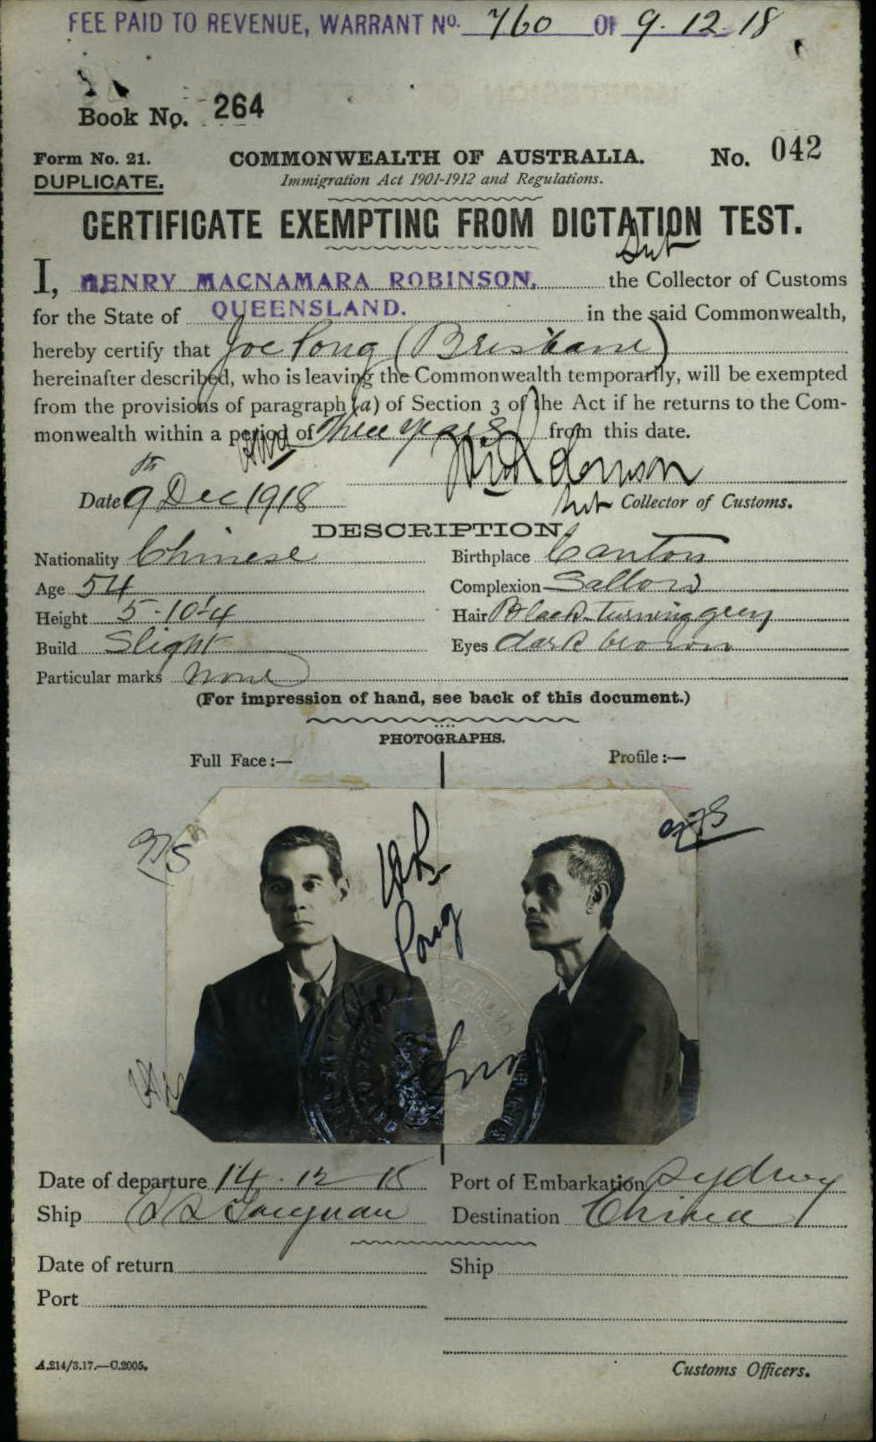 FEE PAID TO REVENUE, WARRANT No. 760 OF 9.12.18
Book No. 264
Form No. 21. COMMONWEALTH OF AUSTRALIA. No. 042
DUPLICATE. Immigration Act 1901-1912 and Regulations.
CERTIFICATE EXEMPTING FROM DICTATION TEST.
I, HENRY MACNAMARA ROBINSON, the Collector of Customs
for the State of QUEENSLAND. in the said Commonwealth,
hereby certify that Joe Pong (Brisbane)
hereinafter described, who is leaving the Commonwealth temporarily, will be exempted
from the provisions of paragraph (a) of Section 3 of the Act if he returns to the Com-
monwealth within a period of Three years from this date.
Date 9th Dec 1918
Collector of Customs.
DESCRIPTION
Nationality Chinese Birthplace Canton
Age 54 Complexion Sallow
Height 5-10¼ Hair Black turning grey
Build Slight Eyes dark brown
Particular marks None
(For impression of hand, see back of this document.)
PHOTOGRAPHS.
Full Face:— Profile:—
Joe Pong
Date of departure 14.12.18 Port of Embarkation Sydney
Ship SS Taiyuan Destination China
Date of return Ship
Port
A.214/3.17.—C.2005. Customs Officers.